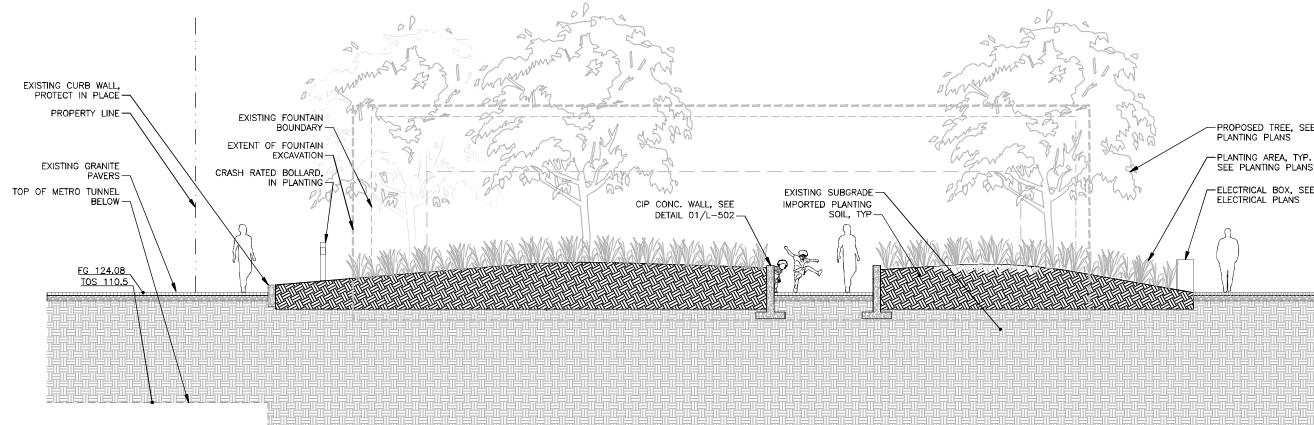 EXISTING CURB WALL,
PROTECT IN PLACE
PROPERTY LINE
EXISTING GRANITE
PAVERS
TOP OF METRO TUNNEL
BELOW
FG 124.08
TOS 110.5
EXISTING FOUNTAIN
BOUNDARY
EXTENT OF FOUNTAIN
EXCAVATION
CRASH RATED BOLLARD,
IN PLANTING
CIP CONC. WALL, SEE
DETAIL 01/L-502
EXISTING SUBGRADE
IMPORTED PLANTING
SOIL, TYP
PROPOSED TREE, SEE
PLANTING PLANS
PLANTING AREA, TYP.
SEE PLANTING PLANS
ELECTRICAL BOX, SEE
ELECTRICAL PLANS